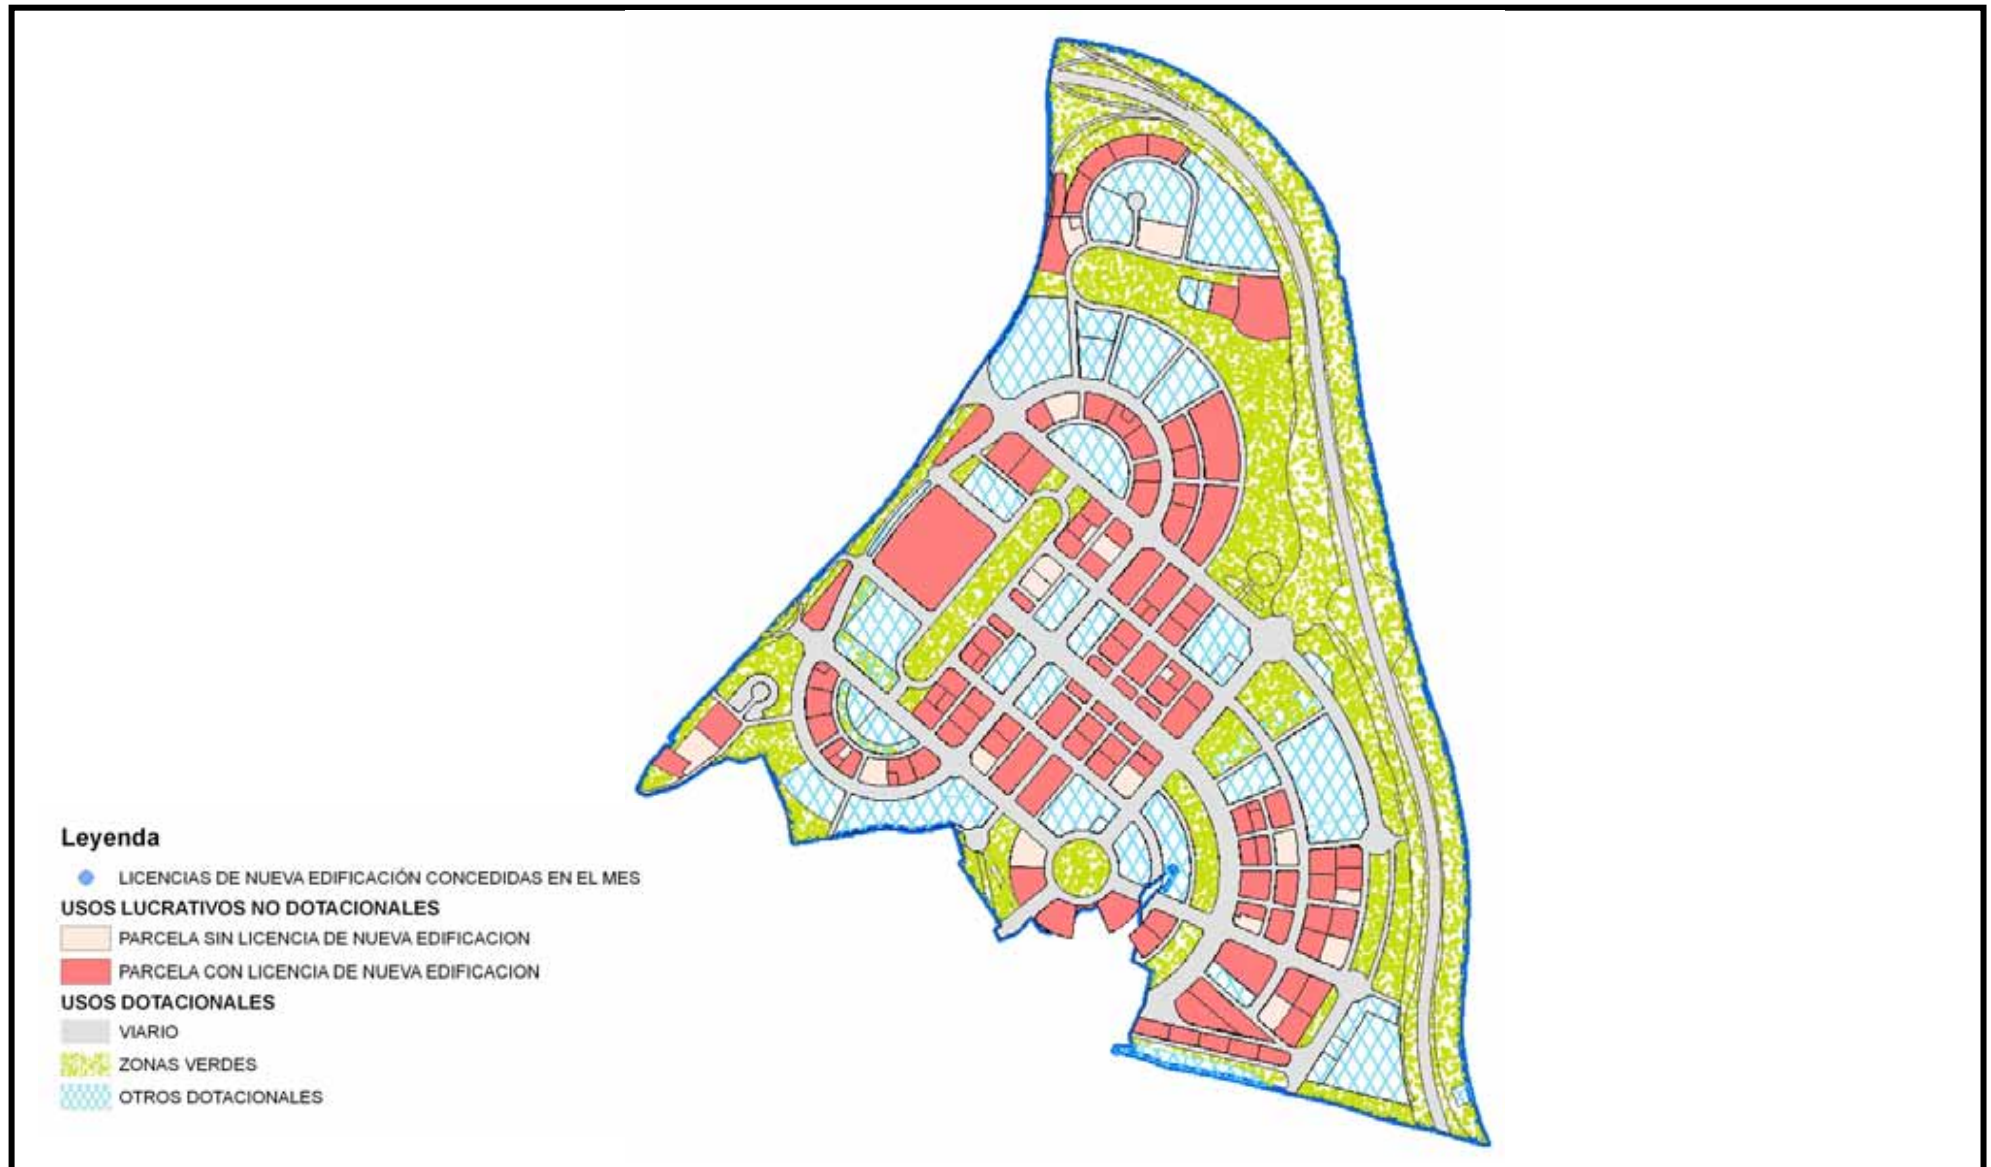 Leyenda
LICENCIAS DE NUEVA EDIFICACIÓN CONCEDIDAS EN EL MES
USOS LUCRATIVOS NO DOTACIONALES
PARCELA SIN LICENCIA DE NUEVA EDIFICACION
PARCELA CON LICENCIA DE NUEVA EDIFICACION
USOS DOTACIONALES
VIARIO
ZONAS VERDES
OTROS DOTACIONALES